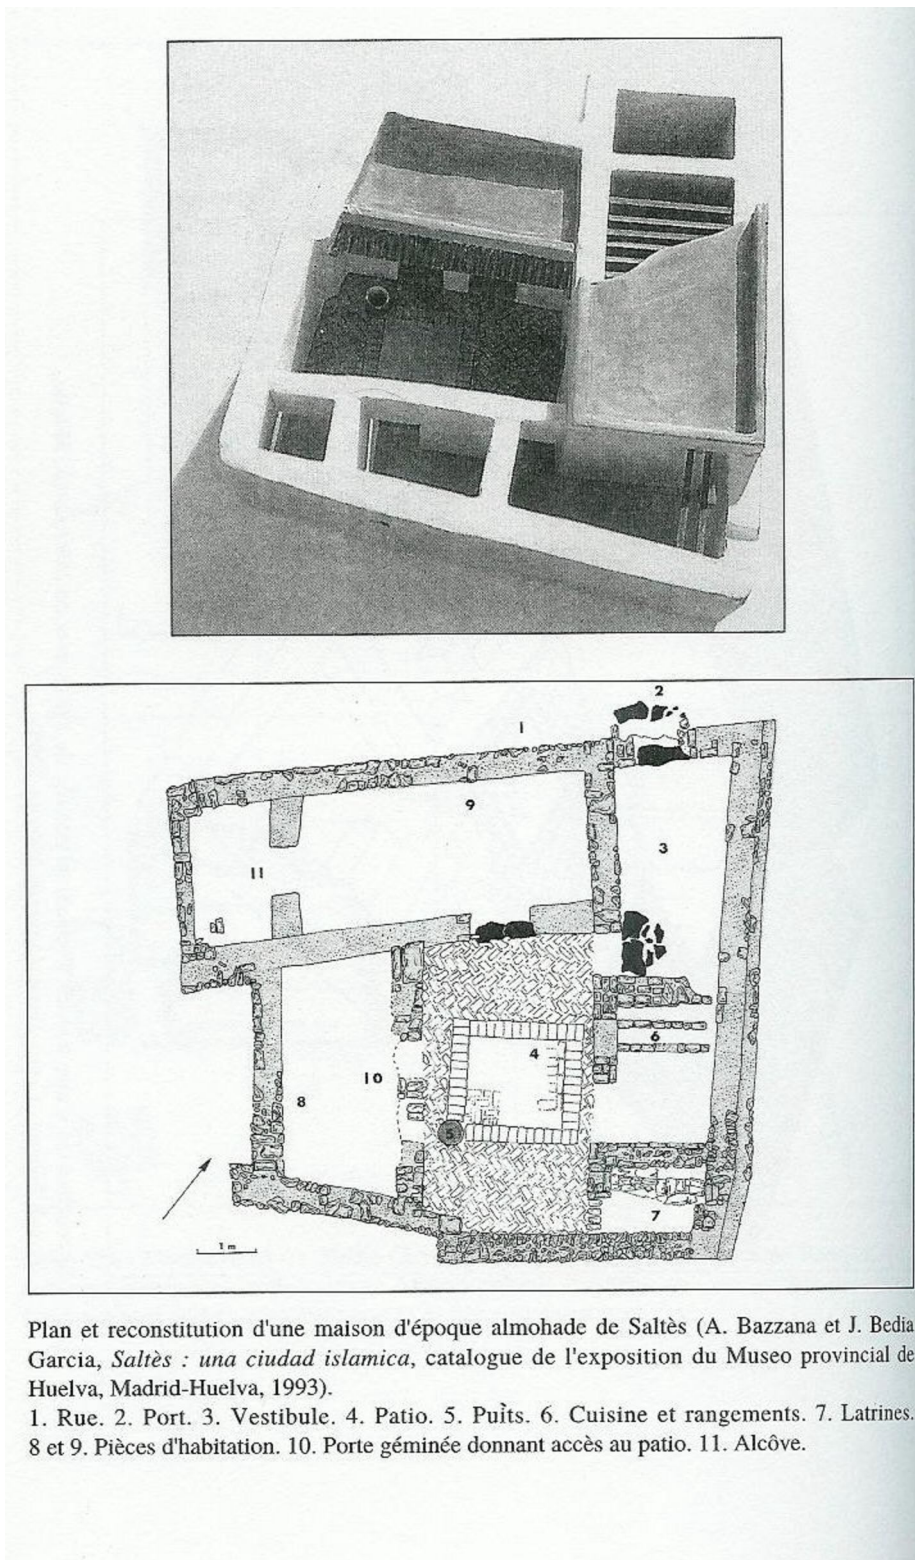 1
2
9
3
11
4
6
10
8
5
7
1 m
Plan et reconstitution d'une maison d'époque almohade de Saltès (A. Bazzana et J. Bedia
Garcia, Saltès : una ciudad islamica, catalogue de l'exposition du Museo provincial de
Huelva, Madrid-Huelva, 1993).
1. Rue. 2. Port. 3. Vestibule. 4. Patio. 5. Puits. 6. Cuisine et rangements. 7. Latrines.
8 et 9. Pièces d'habitation. 10. Porte géminée donnant accès au patio. 11. Alcôve.